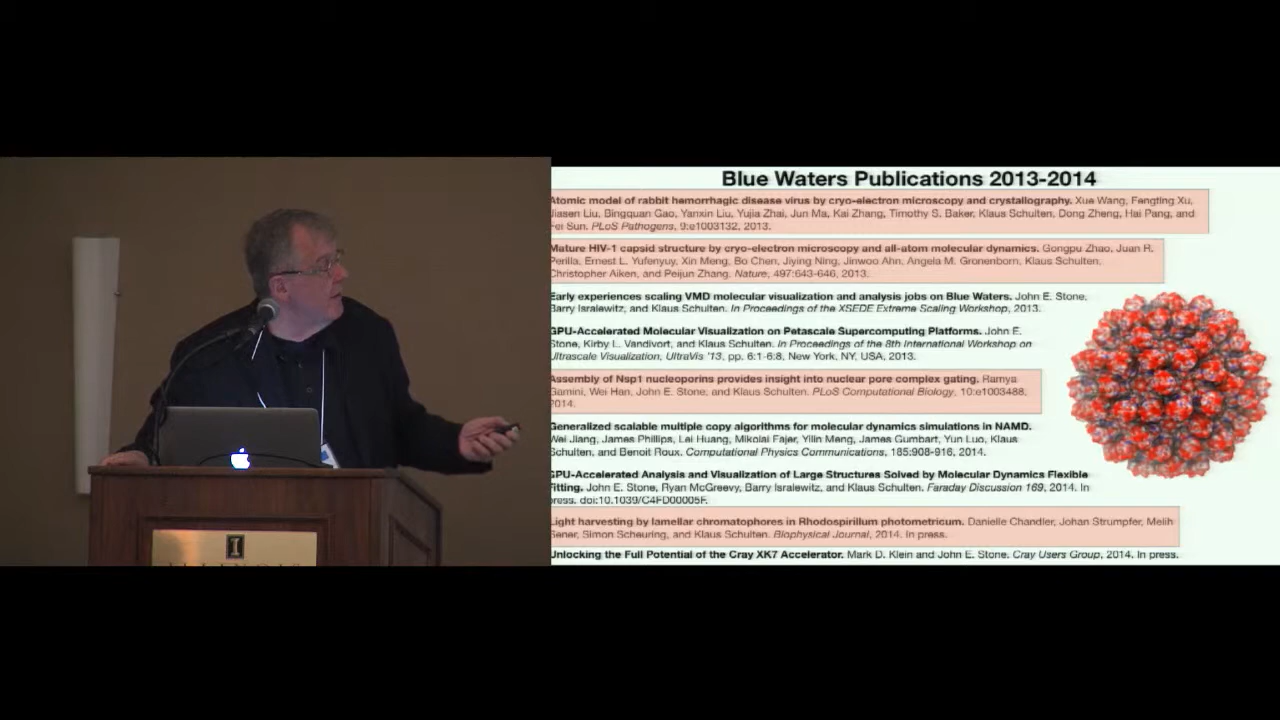 Blue Waters Publications 2013-2014
Atomic model of rabbit hemorrhagic disease virus by cryo-electron microscopy and crystallography. Xue Wang, Fengting Xu,
Jiasen Liu, Bingquan Gao, Yanxin Liu, Yujia Zhai, Jun Ma, Kai Zhang, Timothy S. Baker, Klaus Schulten, Dong Zheng, Hai Pang, and
Fei Sun. PLoS Pathogens, 9:e1003132, 2013.
Mature HIV-1 capsid structure by cryo-electron microscopy and all-atom molecular dynamics. Gongpu Zhao, Juan R.
Perilla, Ernest L. Yufenyuy, Xin Meng, Bo Chen, Jiying Ning, Jinwoo Ahn, Angela M. Gronenborn, Klaus Schulten,
Christopher Aiken, and Peijun Zhang. Nature, 497:643-646, 2013.
Early experiences scaling VMD molecular visualization and analysis jobs on Blue Waters. John E. Stone,
Barry Isralewitz, and Klaus Schulten. In Proceedings of the XSEDE Extreme Scaling Workshop, 2013.
GPU-Accelerated Molecular Visualization on Petascale Supercomputing Platforms. John E.
Stone, Kirby L. Vandivort, and Klaus Schulten. In Proceedings of the 8th International Workshop on
Ultrascale Visualization, UltraVis '13, pp. 6:1-6:8, New York, NY, USA, 2013.
Assembly of Nsp1 nucleoporins provides insight into nuclear pore complex gating. Ramya
Gamini, Wei Han, John E. Stone, and Klaus Schulten. PLoS Computational Biology, 10:e1003488,
2014.
Generalized scalable multiple copy algorithms for molecular dynamics simulations in NAMD.
Wei Jiang, James Phillips, Lei Huang, Mikolai Fajer, Yilin Meng, James Gumbart, Yun Luo, Klaus
Schulten, and Benoit Roux. Computational Physics Communications, 185:908-916, 2014.
GPU-Accelerated Analysis and Visualization of Large Structures Solved by Molecular Dynamics Flexible
Fitting. John E. Stone, Ryan McGreevy, Barry Isralewitz, and Klaus Schulten. Faraday Discussion 169, 2014. In
press. doi:10.1039/C4FD00005F.
Light harvesting by lamellar chromatophores in Rhodospirillum photometricum. Danielle Chandler, Johan Strumpfer, Melih
Sener, Simon Scheuring, and Klaus Schulten. Biophysical Journal, 2014. In press.
Unlocking the Full Potential of the Cray XK7 Accelerator. Mark D. Klein and John E. Stone. Cray Users Group, 2014. In press.
I